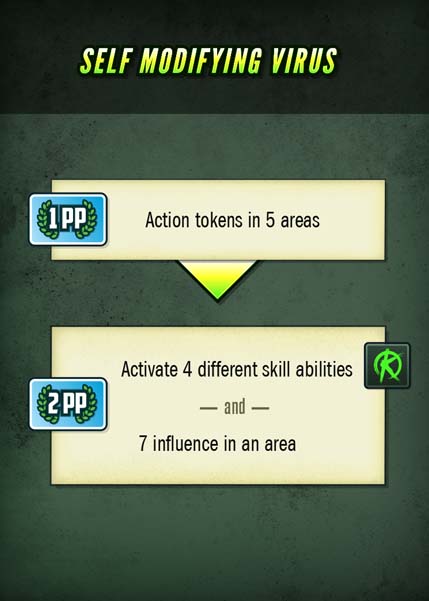 SELF MODIFYING VIRUS
1 PP
Action tokens in 5 areas
Activate 4 different skill abilities
— and —
2 PP
7 influence in an area